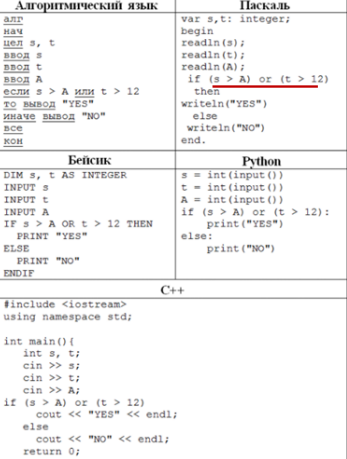 Алгоритмический язык
алг
нач
цел s, t
ввод s
ввод t
ввод A
если s > A или t > 12
то вывод "YES"
иначе вывод "NO"
все
кон
Паскаль
var s,t: integer;
begin
readln(s);
readln(t);
readln(A);
if (s > A) or (t > 12)
then
writeln("YES")
else
writeln("NO")
end.
Бейсик
DIM s, t AS INTEGER
INPUT s
INPUT t
INPUT A
IF s > A OR t > 12 THEN
PRINT "YES"
ELSE
PRINT "NO"
ENDIF
Python
s = int(input())
t = int(input())
A = int(input())
if (s > A) or (t > 12):
print("YES")
else:
print("NO")
C++
#include <iostream>
using namespace std;
int main(){
int s, t;
cin >> s;
cin >> t;
cin >> A;
if (s > A) or (t > 12)
cout << "YES" << endl;
else
cout << "NO" << endl;
return 0;